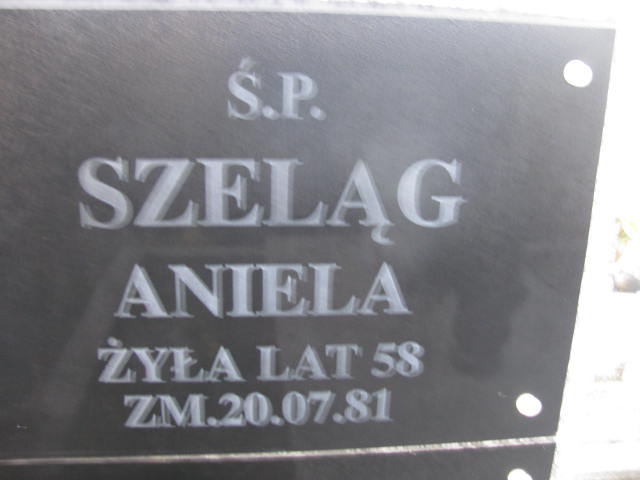 Ś.P.
SZELĄG
ANIELA
ŻYŁA LAT 58
ZM.20.07.81